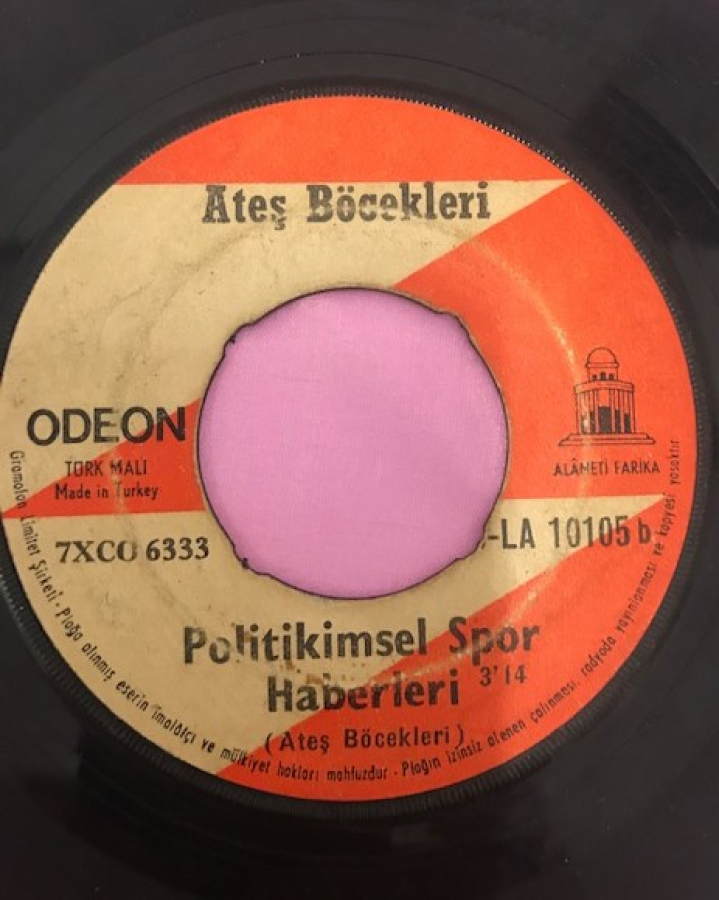 Ateş Böcekleri
ODEON
TÜRK MALI
Made in Turkey
ALÂMETİ FARİKA
7XCO 6333
-LA 10105 b
Politikimsel Spor
Haberleri 3'14
(Ateş Böcekleri)
Gramofon Limitet Şirketi - Plağa alınmış eserin imalâtçı ve mülkiyet hakları mahfuzdur - Plağın izinsiz alenen çalınması, radyoda yayınlanması ve kopyesi yasaktır